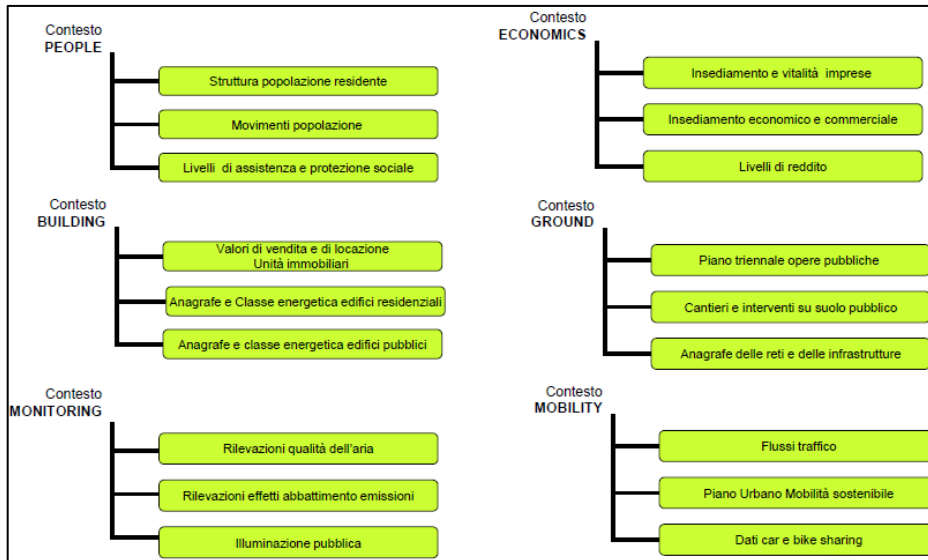 Contesto
PEOPLE
Struttura popolazione residente
Movimenti popolazione
Livelli di assistenza e protezione sociale
Contesto
ECONOMICS
Insediamento e vitalità imprese
Insediamento economico e commerciale
Livelli di reddito
Contesto
BUILDING
Valori di vendita e di locazione
Unità immobiliari
Anagrafe e Classe energetica edifici residenziali
Anagrafe e classe energetica edifici pubblici
Contesto
GROUND
Piano triennale opere pubbliche
Cantieri e interventi su suolo pubblico
Anagrafe delle reti e delle infrastrutture
Contesto
MONITORING
Rilevazioni qualità dell'aria
Rilevazioni effetti abbattimento emissioni
Illuminazione pubblica
Contesto
MOBILITY
Flussi traffico
Piano Urbano Mobilità sostenibile
Dati car e bike sharing